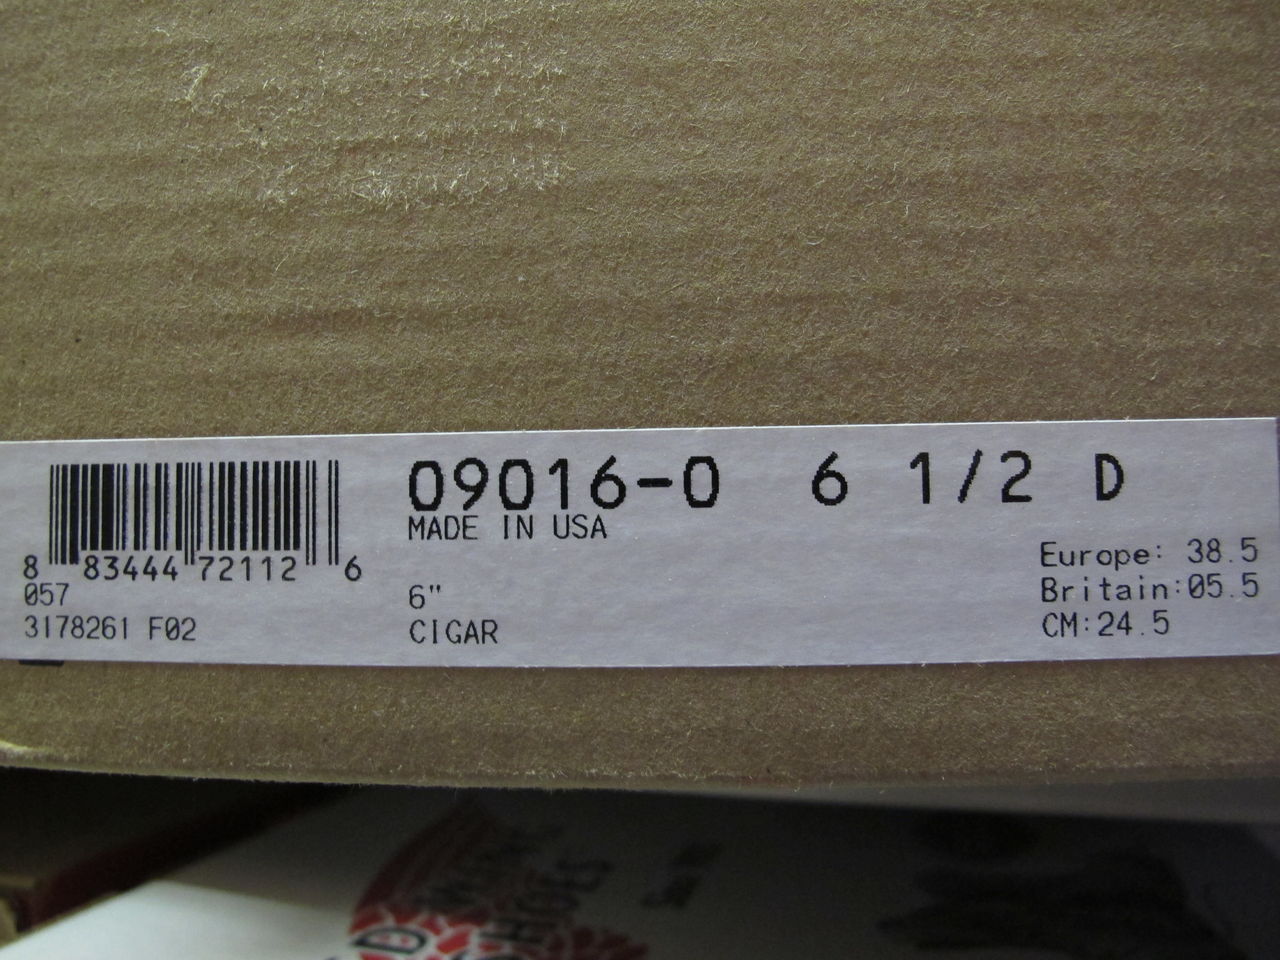 09016-0 6 1/2 D
MADE IN USA
8 83444 72112 6
057
3178261 F02
6"
CIGAR
Europe: 38.5
Britain:05.5
CM:24.5
SHOES